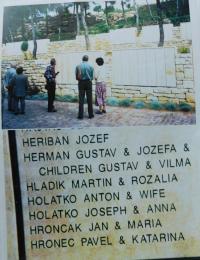 HERIBAN JOZEF
HERMAN GUSTAV & JOZEFA &
CHILDREN GUSTAV & VILMA
HLADIK MARTIN & ROZALIA
HOLATKO ANTON & WIFE
HOLATKO JOSEPH & ANNA
HRONCAK JAN & MARIA
HRONEC PAVEL & KATARINA